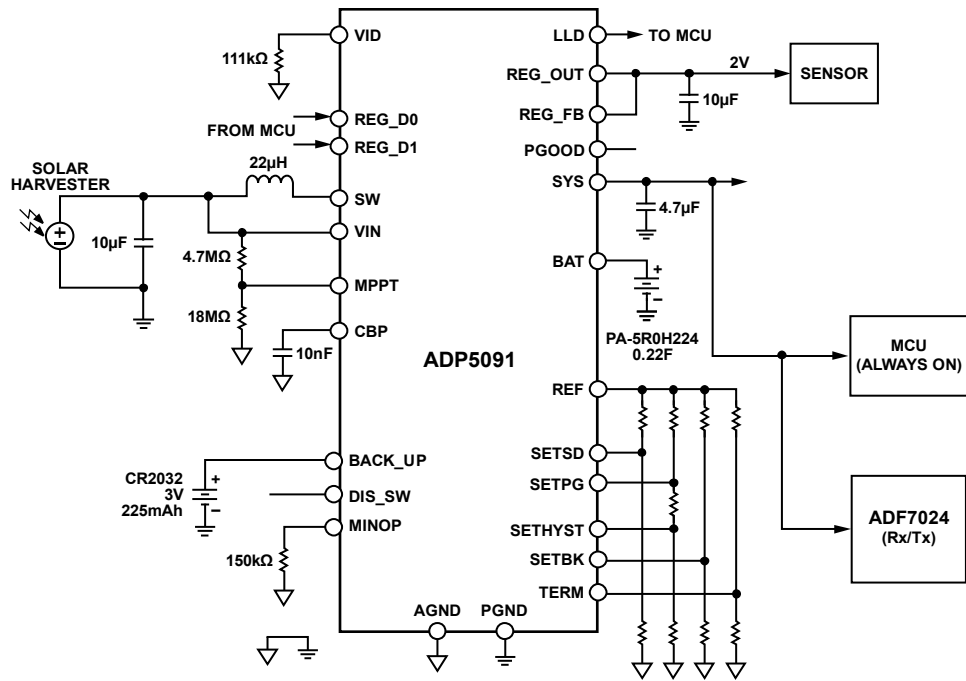 VID
111kΩ
REG_D0
FROM MCU
REG_D1
SOLAR
HARVESTER
22µH
SW
10µF
VIN
4.7MΩ
MPPT
18MΩ
CBP
10nF
BACK_UP
CR2032
3V
225mAh
DIS_SW
MINOP
150kΩ
ADP5091
AGND
PGND
LLD
TO MCU
REG_OUT
2V
SENSOR
10µF
REG_FB
PGOOD
SYS
4.7µF
BAT
PA-5R0H224
0.22F
MCU
(ALWAYS ON)
REF
SETSD
SETPG
SETHYST
SETBK
TERM
ADF7024
(Rx/Tx)